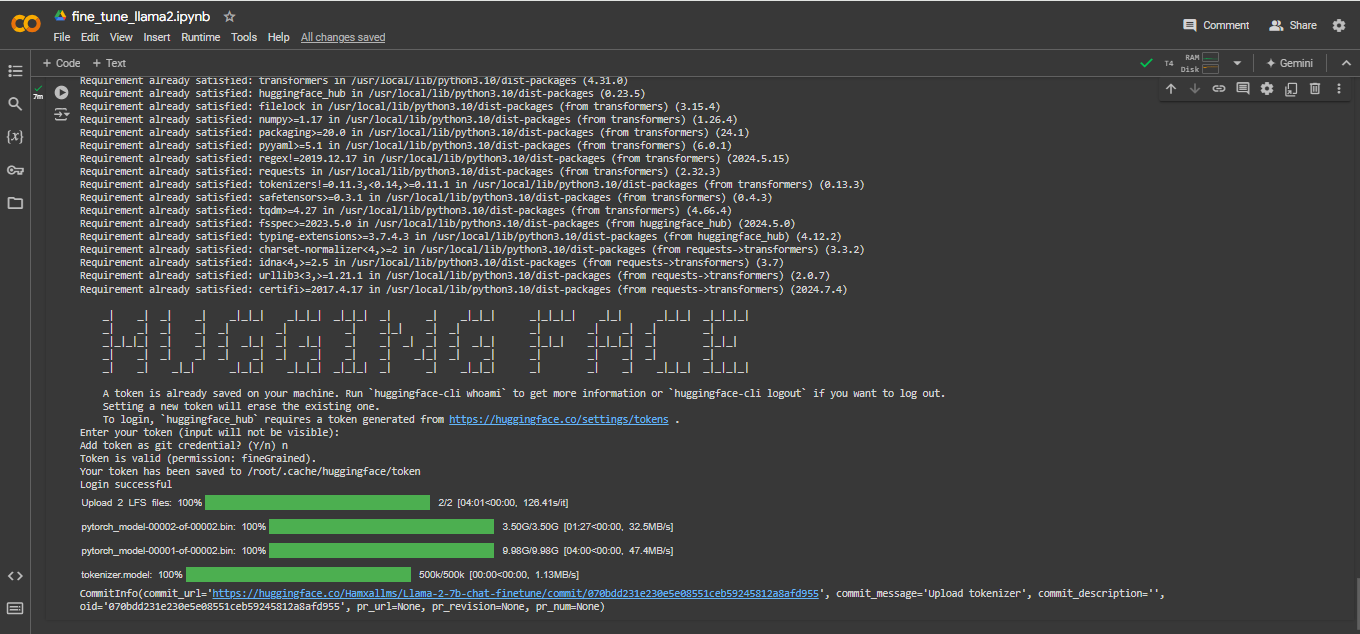 fine_tune_llama2.ipynb
File Edit View Insert Runtime Tools Help All changes saved
Comment Share
+ Code + Text
T4 RAM Disk Gemini
7m
{x}
Requirement already satisfied: transformers in /usr/local/lib/python3.10/dist-packages (4.31.0)
Requirement already satisfied: huggingface_hub in /usr/local/lib/python3.10/dist-packages (0.23.5)
Requirement already satisfied: filelock in /usr/local/lib/python3.10/dist-packages (from transformers) (3.15.4)
Requirement already satisfied: numpy>=1.17 in /usr/local/lib/python3.10/dist-packages (from transformers) (1.26.4)
Requirement already satisfied: packaging>=20.0 in /usr/local/lib/python3.10/dist-packages (from transformers) (24.1)
Requirement already satisfied: pyyaml>=5.1 in /usr/local/lib/python3.10/dist-packages (from transformers) (6.0.1)
Requirement already satisfied: regex!=2019.12.17 in /usr/local/lib/python3.10/dist-packages (from transformers) (2024.5.15)
Requirement already satisfied: requests in /usr/local/lib/python3.10/dist-packages (from transformers) (2.32.3)
Requirement already satisfied: tokenizers!=0.11.3,<0.14,>=0.11.1 in /usr/local/lib/python3.10/dist-packages (from transformers) (0.13.3)
Requirement already satisfied: safetensors>=0.3.1 in /usr/local/lib/python3.10/dist-packages (from transformers) (0.4.3)
Requirement already satisfied: tqdm>=4.27 in /usr/local/lib/python3.10/dist-packages (from transformers) (4.66.4)
Requirement already satisfied: fsspec>=2023.5.0 in /usr/local/lib/python3.10/dist-packages (from huggingface_hub) (2024.5.0)
Requirement already satisfied: typing-extensions>=3.7.4.3 in /usr/local/lib/python3.10/dist-packages (from huggingface_hub) (4.12.2)
Requirement already satisfied: charset-normalizer<4,>=2 in /usr/local/lib/python3.10/dist-packages (from requests->transformers) (3.3.2)
Requirement already satisfied: idna<4,>=2.5 in /usr/local/lib/python3.10/dist-packages (from requests->transformers) (3.7)
Requirement already satisfied: urllib3<3,>=1.21.1 in /usr/local/lib/python3.10/dist-packages (from requests->transformers) (2.0.7)
Requirement already satisfied: certifi>=2017.4.17 in /usr/local/lib/python3.10/dist-packages (from requests->transformers) (2024.7.4)
HUGGING FACE
A token is already saved on your machine. Run `huggingface-cli whoami` to get more information or `huggingface-cli logout` if you want to log out.
Setting a new token will erase the existing one.
To login, `huggingface_hub` requires a token generated from https://huggingface.co/settings/tokens .
Enter your token (input will not be visible):
Add token as git credential? (Y/n) n
Token is valid (permission: fineGrained).
Your token has been saved to /root/.cache/huggingface/token
Login successful
Upload 2 LFS files: 100% 2/2 [04:01<00:00, 126.41s/it]
pytorch_model-00002-of-00002.bin: 100% 3.50G/3.50G [01:27<00:00, 32.5MB/s]
pytorch_model-00001-of-00002.bin: 100% 9.98G/9.98G [04:00<00:00, 47.4MB/s]
tokenizer.model: 100% 500k/500k [00:00<00:00, 1.13MB/s]
CommitInfo(commit_url='https://huggingface.co/Hamxallms/Llama-2-7b-chat-finetune/commit/070bdd231e230e5e08551ceb59245812a8afd955', commit_message='Upload tokenizer', commit_description='',
oid='070bdd231e230e5e08551ceb59245812a8afd955', pr_url=None, pr_revision=None, pr_num=None)